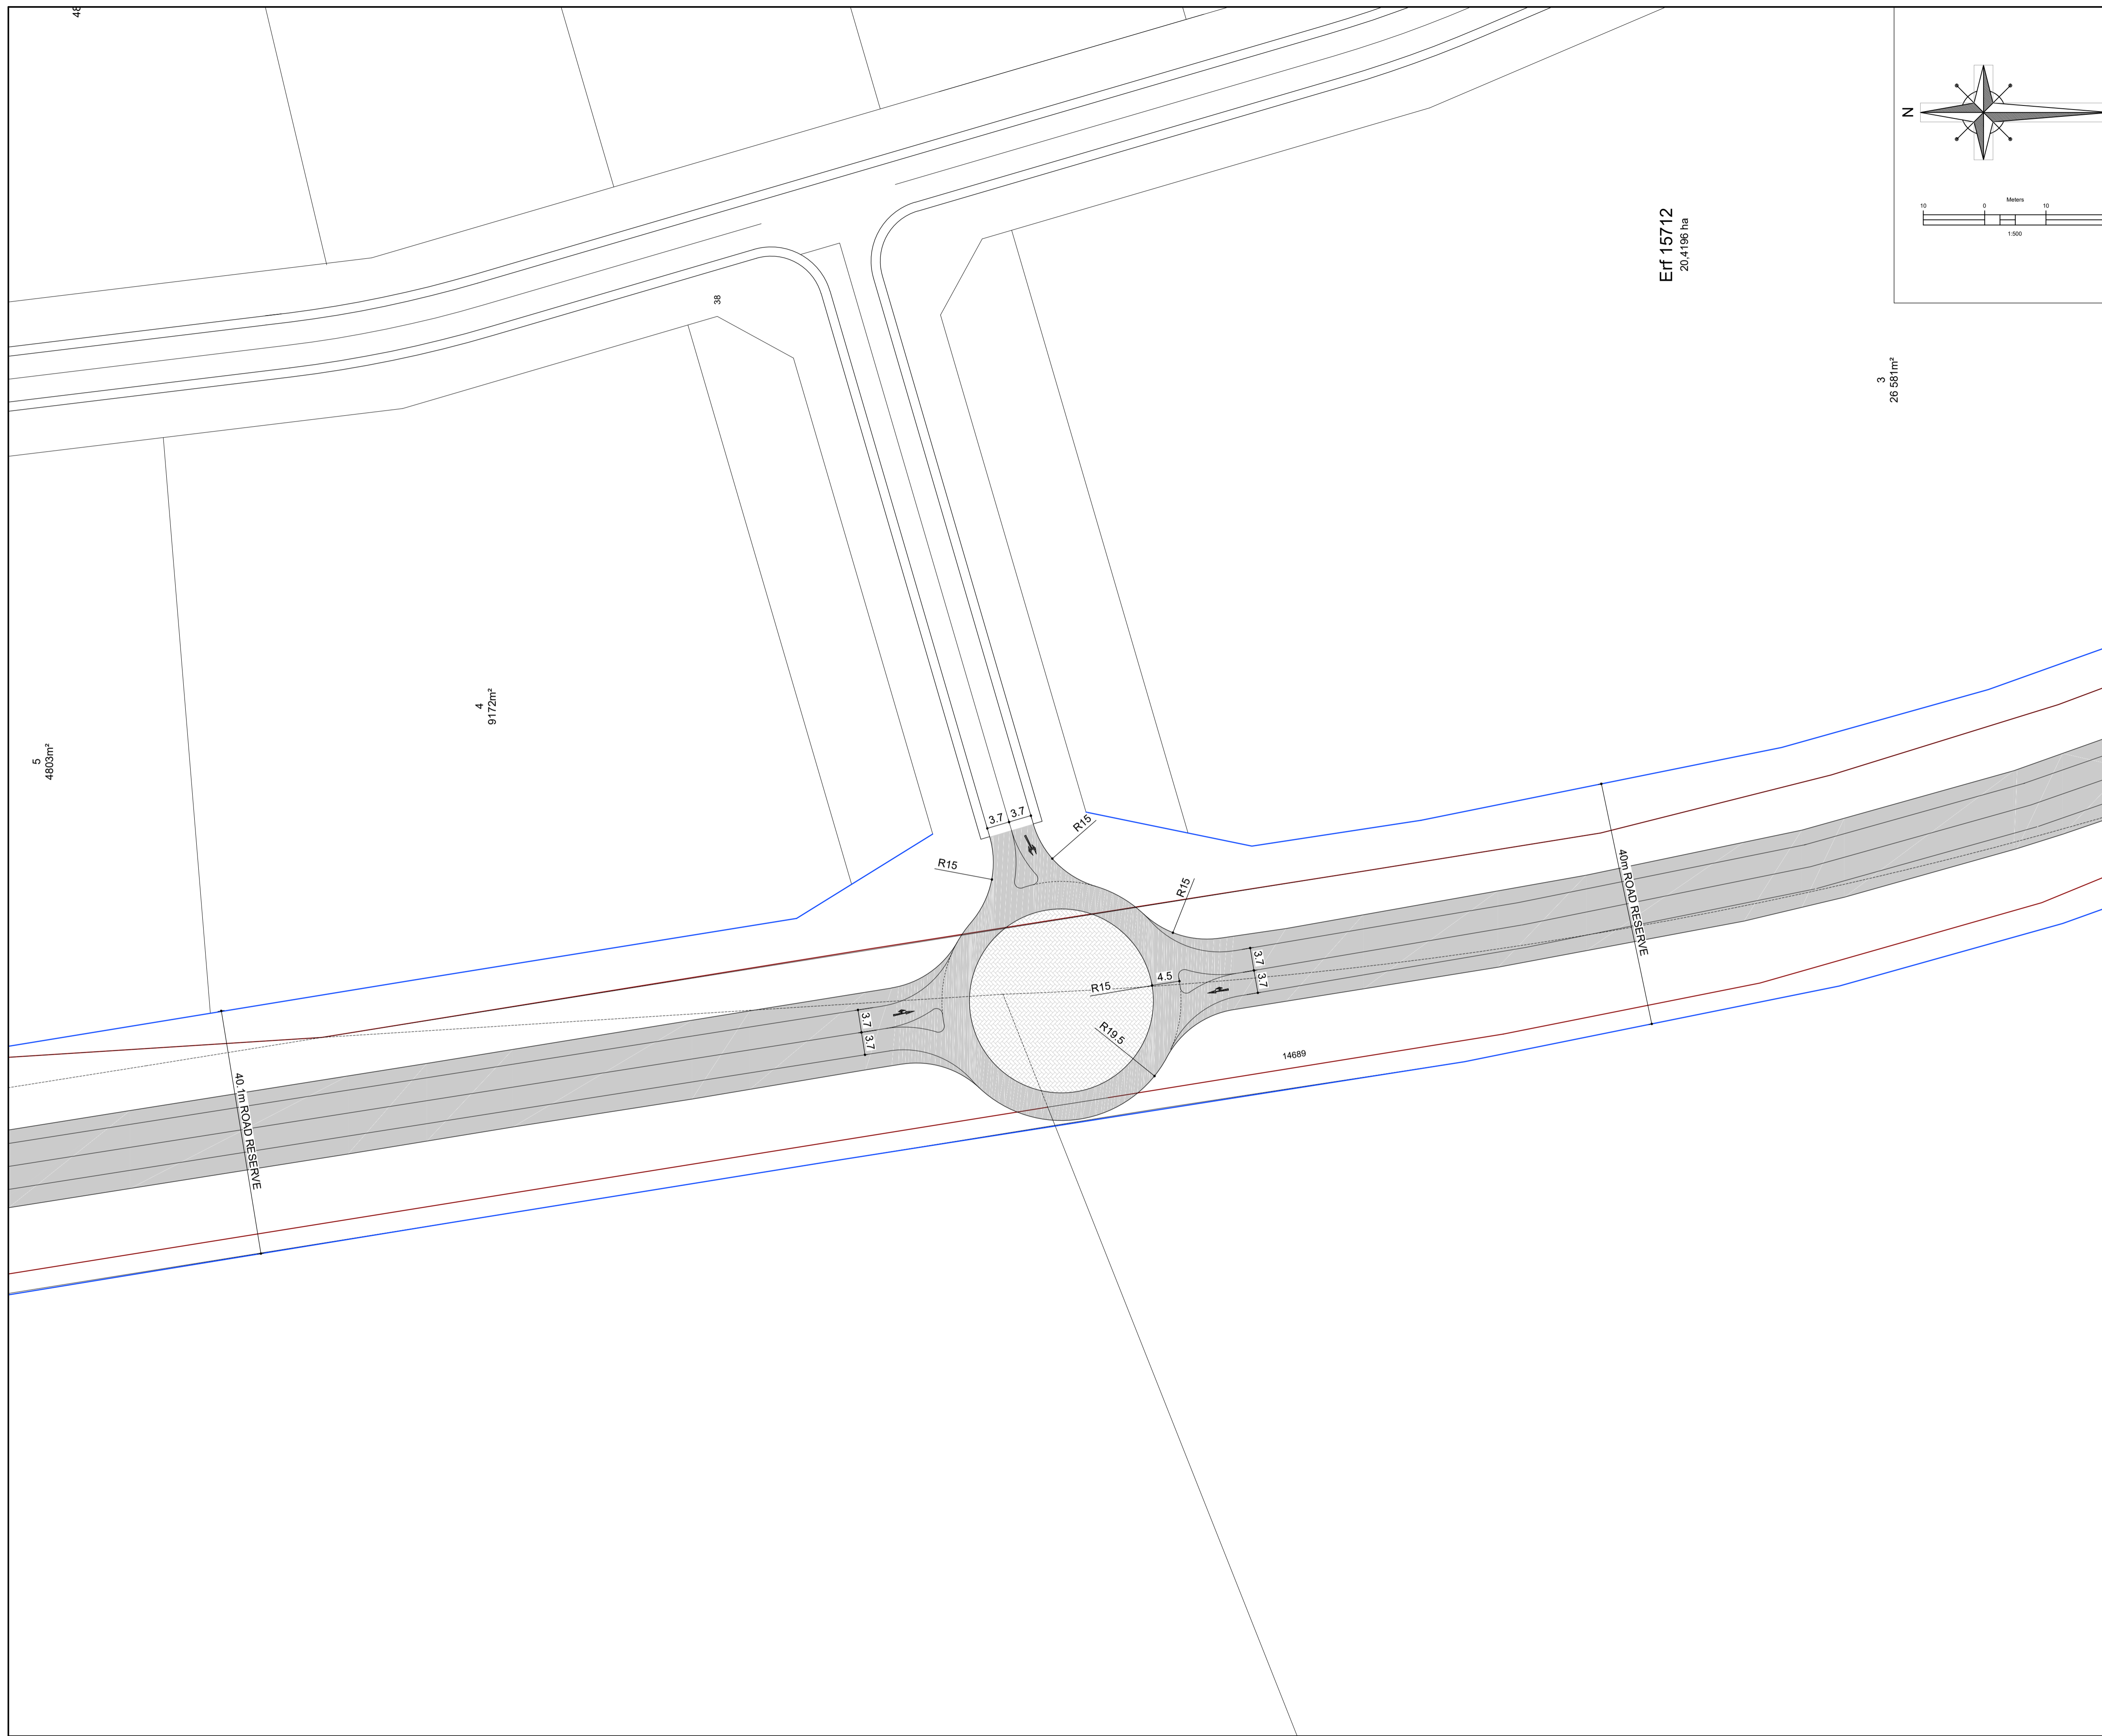 48
N
Meters
10 0 10
1:500
Erf 15712
20,4196 ha
38
3
26 581m²
4
9172m²
5
4803m²
3.7
3.7
R15
R15
R15
40m ROAD RESERVE
3.7
3.7
4.5
R15
3.7
3.7
R19.5
14689
40.1m ROAD RESERVE